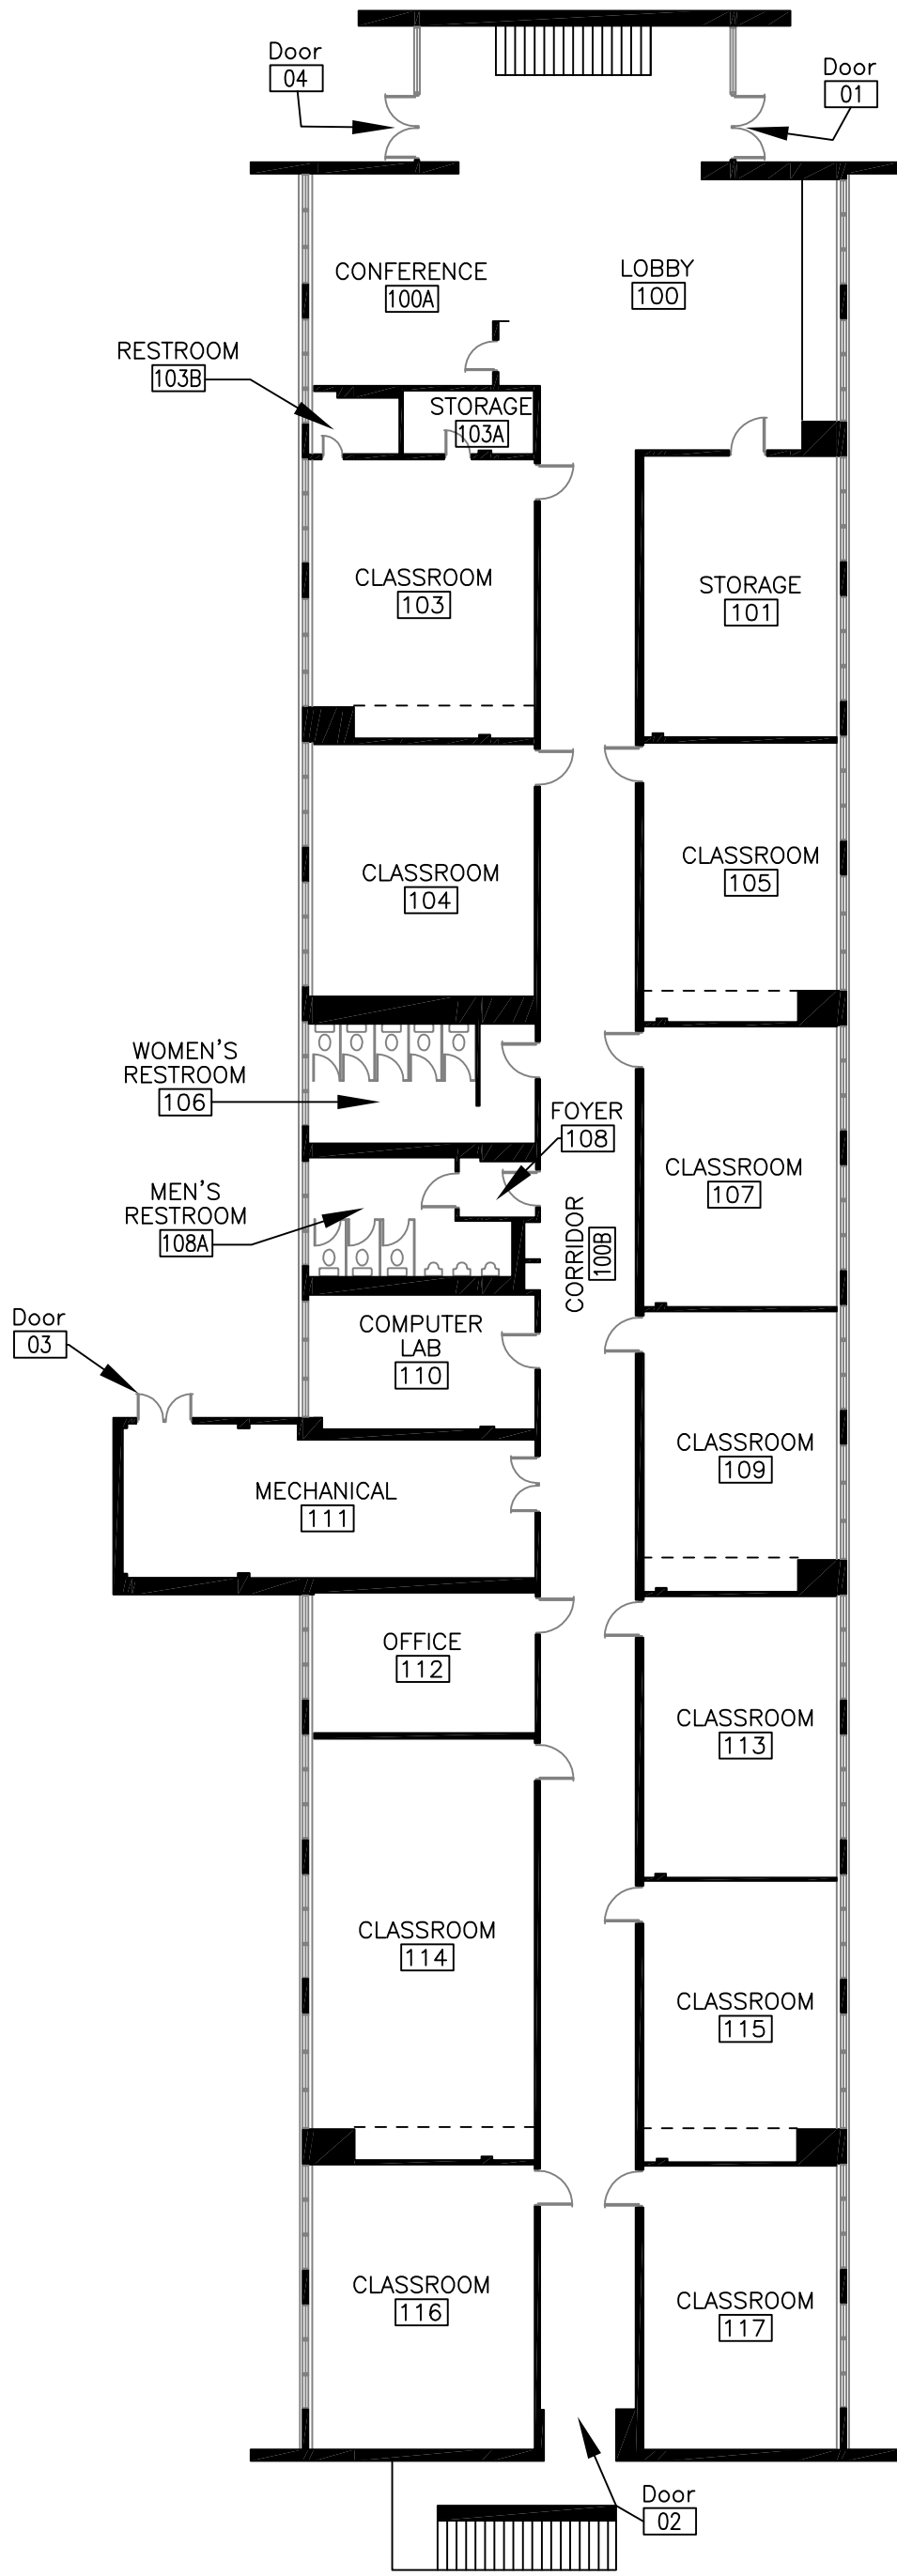 Door
04
Door
01
CONFERENCE
100A
LOBBY
100
RESTROOM
103B
STORAGE
103A
CLASSROOM
103
STORAGE
101
CLASSROOM
104
CLASSROOM
105
WOMEN'S
RESTROOM
106
FOYER
108
CLASSROOM
107
MEN'S
RESTROOM
108A
CORRIDOR
100B
Door
03
COMPUTER
LAB
110
CLASSROOM
109
MECHANICAL
111
OFFICE
112
CLASSROOM
113
CLASSROOM
114
CLASSROOM
115
CLASSROOM
116
CLASSROOM
117
Door
02